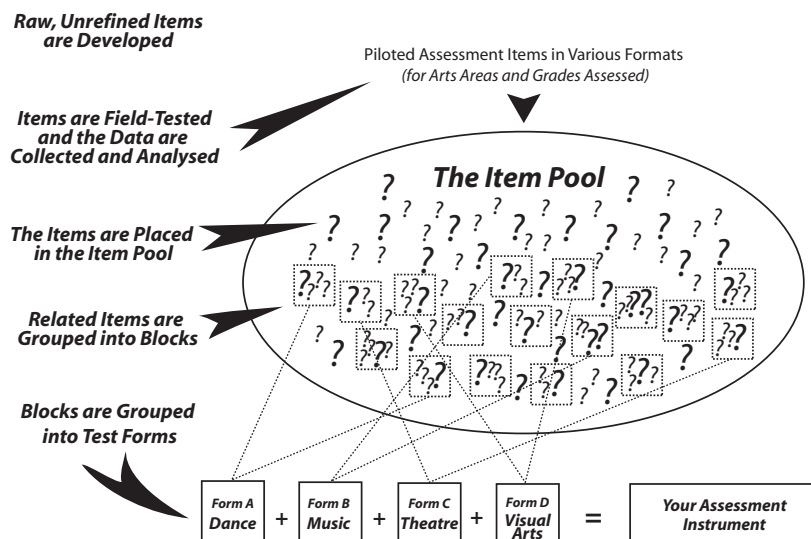 Raw, Unrefined Items
are Developed
Piloted Assessment Items in Various Formats
(for Arts Areas and Grades Assessed)
Items are Field-Tested
and the Data are
Collected and Analysed
The Item Pool
The Items are Placed
in the Item Pool
Related Items are
Grouped into Blocks
Blocks are Grouped
into Test Forms
Form A
Dance
+
Form B
Music
+
Form C
Theatre
+
Form D
Visual
Arts
=
Your Assessment
Instrument